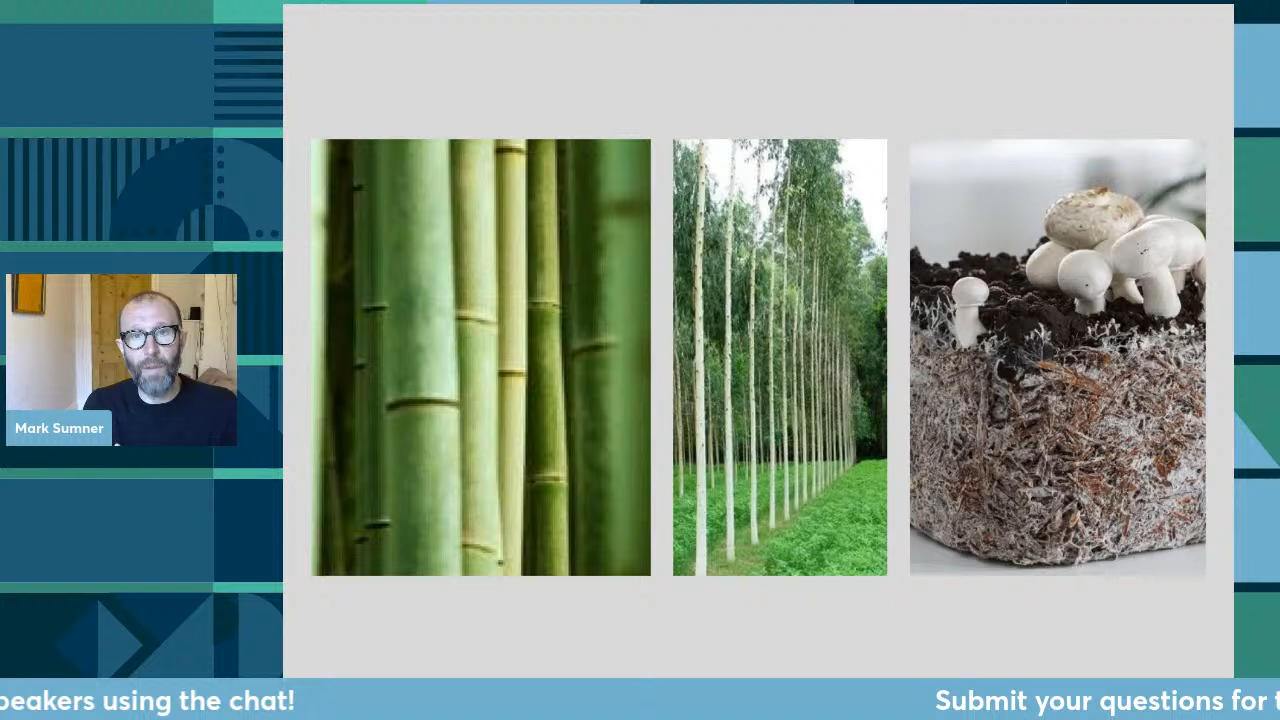 Mark Sumner
peakers using the chat!
Submit your questions for t